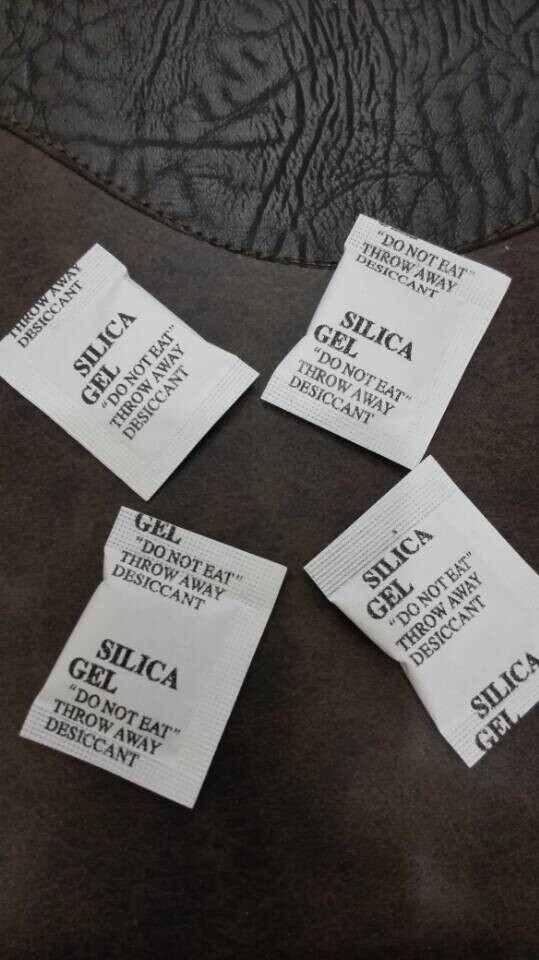 THROW AWAY
DESICCANT
SILICA
GEL
"DO NOT EAT"
THROW AWAY
DESICCANT
"DO NOT EAT"
THROW AWAY
DESICCANT
SILICA
GEL
"DO NOT EAT"
THROW AWAY
DESICCANT
GEL
"DO NOT EAT"
THROW AWAY
DESICCANT
SILICA
GEL
"DO NOT EAT"
THROW AWAY
DESICCANT
SILICA
GEL
"DO NOT EAT"
THROW AWAY
DESICCANT
SILICA
GEL